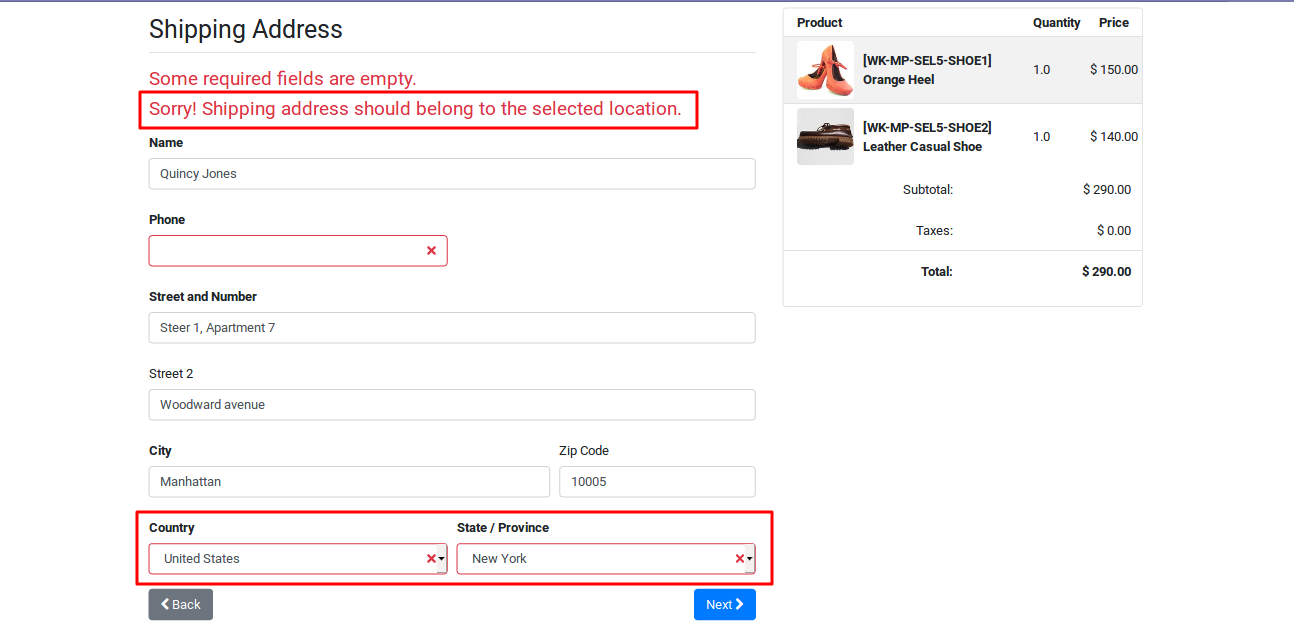 Shipping Address
Some required fields are empty.
Sorry! Shipping address should belong to the selected location.
Name
Quincy Jones
Phone
Street and Number
Steer 1, Apartment 7
Street 2
Woodward avenue
City Zip Code
Manhattan 10005
Country State / Province
United States New York
Back Next
Product Quantity Price
[WK-MP-SEL5-SHOE1]
Orange Heel 1.0 $ 150.00
[WK-MP-SEL5-SHOE2]
Leather Casual Shoe 1.0 $ 140.00
Subtotal: $ 290.00
Taxes: $ 0.00
Total: $ 290.00